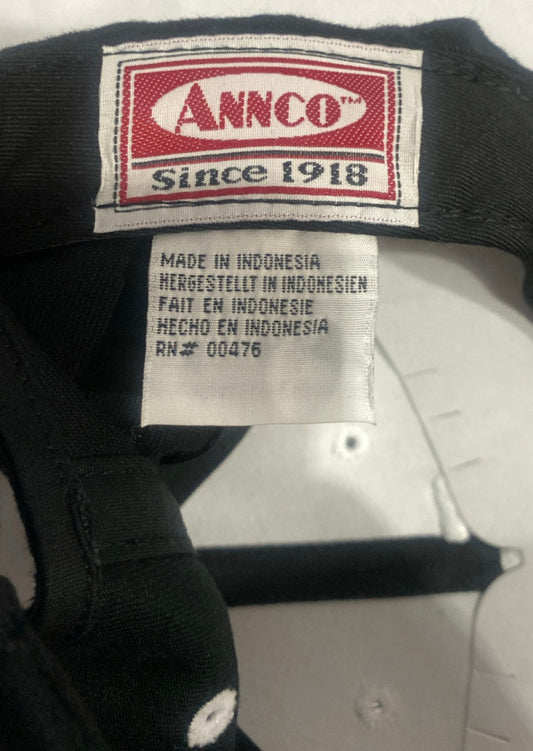 ANNCO™
Since 1918
MADE IN INDONESIA
HERGESTELLT IN INDONESIEN
FAIT EN INDONESIE
HECHO EN INDONESIA
RN# 00476